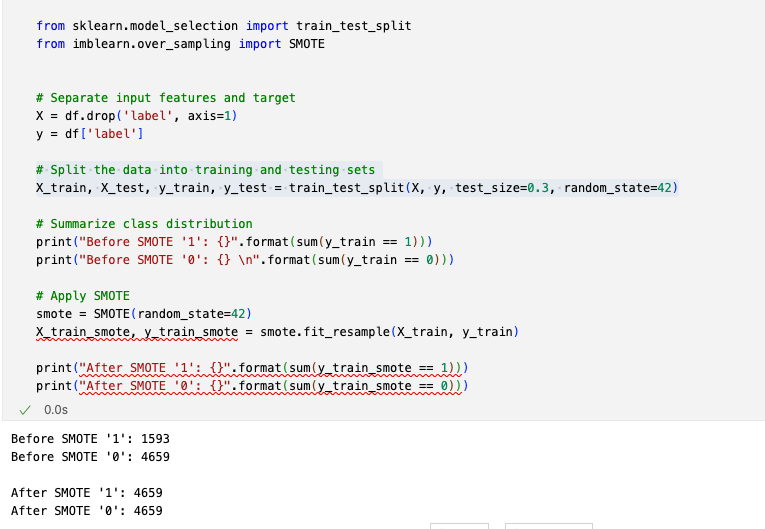 from sklearn.model_selection import train_test_split
from imblearn.over_sampling import SMOTE
# Separate input features and target
X = df.drop('label', axis=1)
y = df['label']
# Split the data into training and testing sets
X_train, X_test, y_train, y_test = train_test_split(X, y, test_size=0.3, random_state=42)
# Summarize class distribution
print("Before SMOTE '1': {}".format(sum(y_train == 1)))
print("Before SMOTE '0': {} \n".format(sum(y_train == 0)))
# Apply SMOTE
smote = SMOTE(random_state=42)
X_train_smote, y_train_smote = smote.fit_resample(X_train, y_train)
print("After SMOTE '1': {}".format(sum(y_train_smote == 1)))
print("After SMOTE '0': {}".format(sum(y_train_smote == 0)))
0.0s
Before SMOTE '1': 1593
Before SMOTE '0': 4659
After SMOTE '1': 4659
After SMOTE '0': 4659